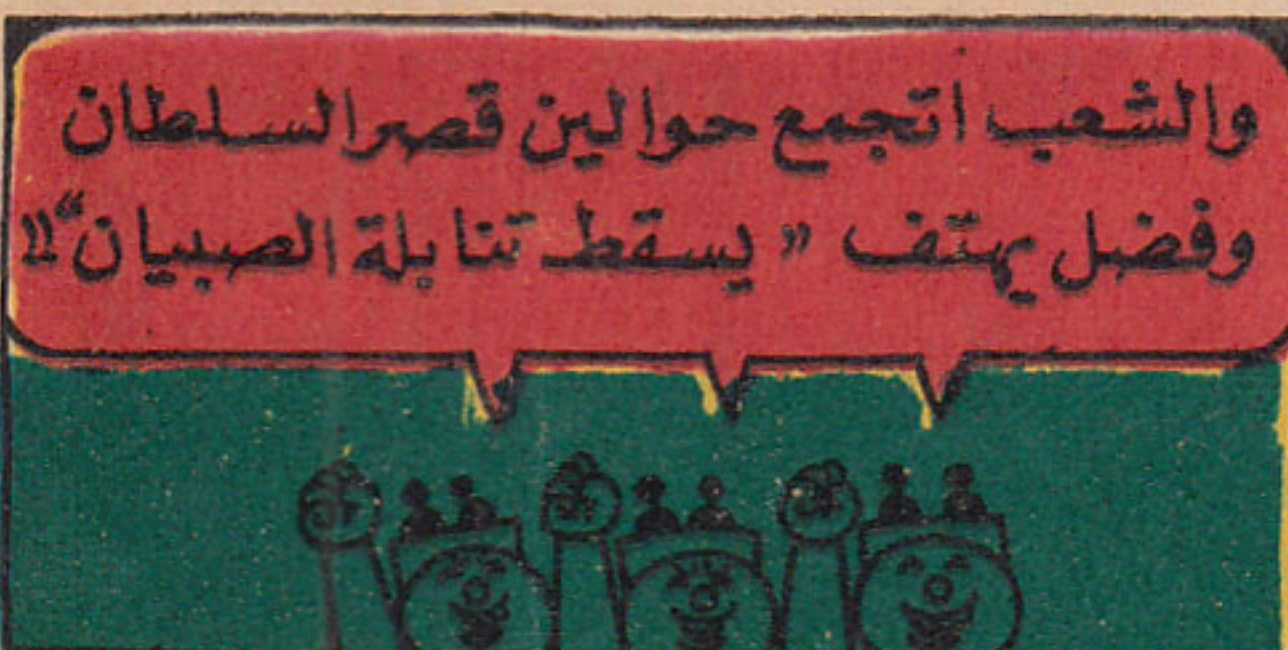 والشعب اتجمع حوالين قصر السلطان
وفضل يهتف « يسقط تنابلة الصبيان"!!